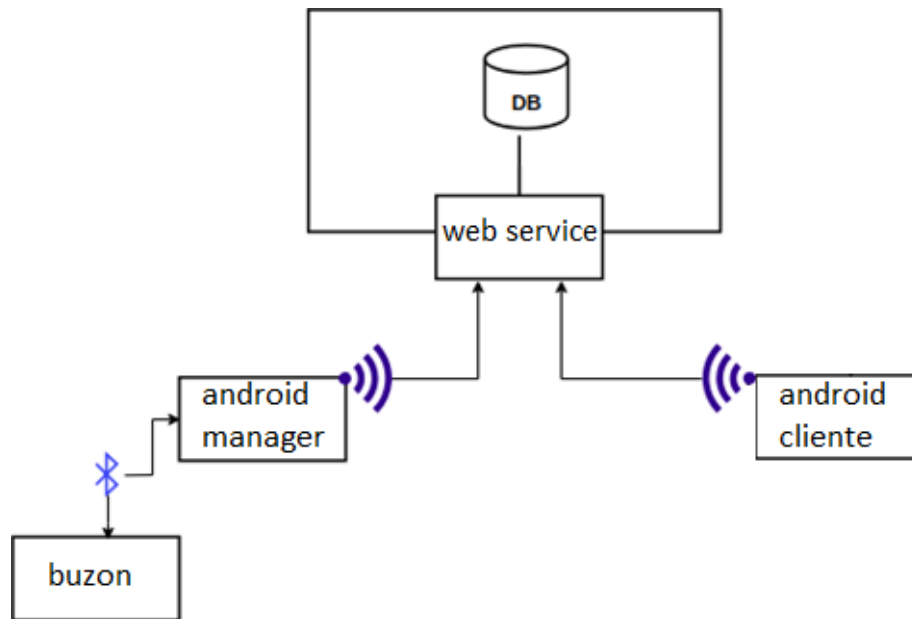 DB
web service
android
manager
android
cliente
buzon